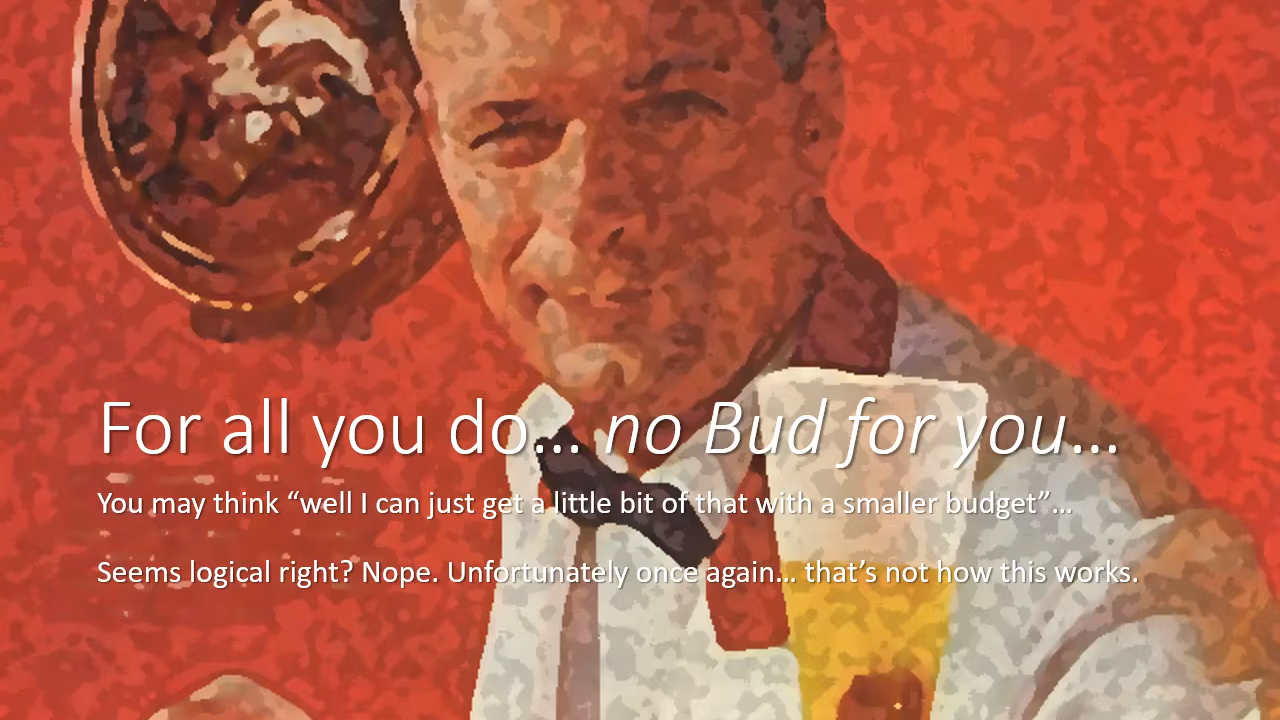 For all you do… no Bud for you…
You may think “well I can just get a little bit of that with a smaller budget”…
Seems logical right? Nope. Unfortunately once again… that’s not how this works.